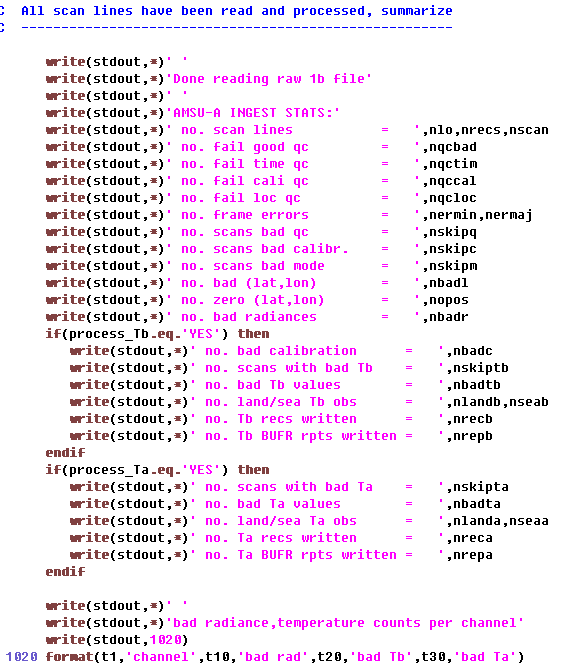 C  All scan lines have been read and processed, summarize
C  ------------------------------------------------------
write(stdout,*)' '
write(stdout,*)'Done reading raw 1b file'
write(stdout,*)' '
write(stdout,*)'AMSU-A INGEST STATS:'
write(stdout,*)' no. scan lines           =   ',nlo,nrecs,nscan
write(stdout,*)' no. fail good qc         =   ',nqcbad
write(stdout,*)' no. fail time qc         =   ',nqctim
write(stdout,*)' no. fail cali qc         =   ',nqccal
write(stdout,*)' no. fail loc qc          =   ',nqcloc
write(stdout,*)' no. frame errors         =   ',nermin,nermaj
write(stdout,*)' no. scans bad qc         =   ',nskipq
write(stdout,*)' no. scans bad calibr.    =   ',nskipc
write(stdout,*)' no. scans bad mode       =   ',nskipm
write(stdout,*)' no. bad (lat,lon)        =   ',nbadl
write(stdout,*)' no. zero (lat,lon)       =   ',nopos
write(stdout,*)' no. bad radiances        =   ',nbadr
if(process_Tb.eq.'YES') then
write(stdout,*)' no. bad calibration      =   ',nbadc
write(stdout,*)' no. scans with bad Tb    =   ',nskiptb
write(stdout,*)' no. bad Tb values        =   ',nbadtb
write(stdout,*)' no. land/sea Tb obs      =   ',nlandb,nseab
write(stdout,*)' no. Tb recs written      =   ',nrecb
write(stdout,*)' no. Tb BUFR rpts written =   ',nrepb
endif
if(process_Ta.eq.'YES') then
write(stdout,*)' no. scans with bad Ta    =   ',nskipta
write(stdout,*)' no. bad Ta values        =   ',nbadta
write(stdout,*)' no. land/sea Ta obs      =   ',nlanda,nseaa
write(stdout,*)' no. Ta recs written      =   ',nreca
write(stdout,*)' no. Ta BUFR rpts written =   ',nrepa
endif
write(stdout,*)' '
write(stdout,*)'bad radiance,temperature counts per channel'
write(stdout,1020)
1020 format(t1,'channel',t10,'bad rad',t20,'bad Tb',t30,'bad Ta')